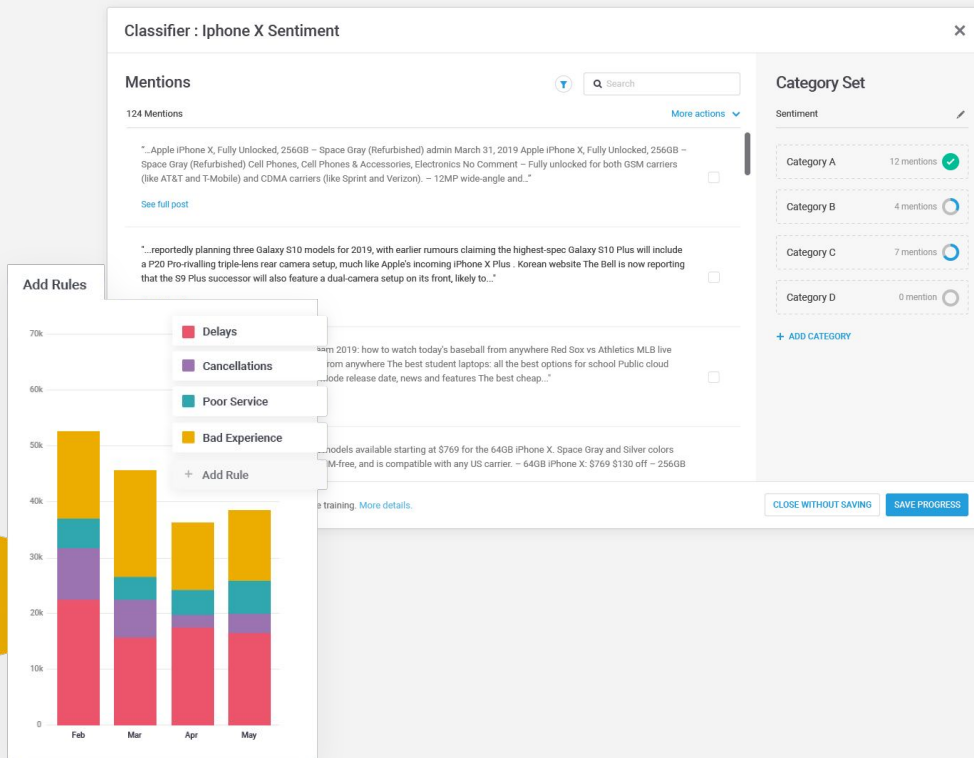 Classifier : Iphone X Sentiment
Mentions
Search
124 Mentions
More actions
"...Apple iPhone X, Fully Unlocked, 256GB – Space Gray (Refurbished) admin March 31, 2019 Apple iPhone X, Fully Unlocked, 256GB –
Space Gray (Refurbished) Cell Phones, Cell Phones & Accessories, Electronics No Comment – Fully unlocked for both GSM carriers
(like AT&T and T-Mobile) and CDMA carriers (like Sprint and Verizon). – 12MP wide-angle and..."
See full post
"...reportedly planning three Galaxy S10 models for 2019, with earlier rumours claiming the highest-spec Galaxy S10 Plus will include
a P20 Pro-rivalling triple-lens rear camera setup, much like Apple's incoming iPhone X Plus . Korean website The Bell is now reporting
that the S9 Plus successor will also feature a dual-camera setup on its front, likely to..."
2019: how to watch today's baseball from anywhere Red Sox vs Athletics MLB live
from anywhere The best student laptops: all the best options for school Public cloud
release date, news and features The best cheap..."
models available starting at $769 for the 64GB iPhone X. Space Gray and Silver colors
and is compatible with any US carrier. – 64GB iPhone X: $769 $130 off – 256GB
training. More details.
CLOSE WITHOUT SAVING
SAVE PROGRESS
Category Set
Sentiment
Category A 12 mentions
Category B 4 mentions
Category C 7 mentions
Category D 0 mention
+ ADD CATEGORY
Add Rules
Delays
Cancellations
Poor Service
Bad Experience
+ Add Rule
70k
60k
50k
40k
30k
20k
10k
0
Feb Mar Apr May